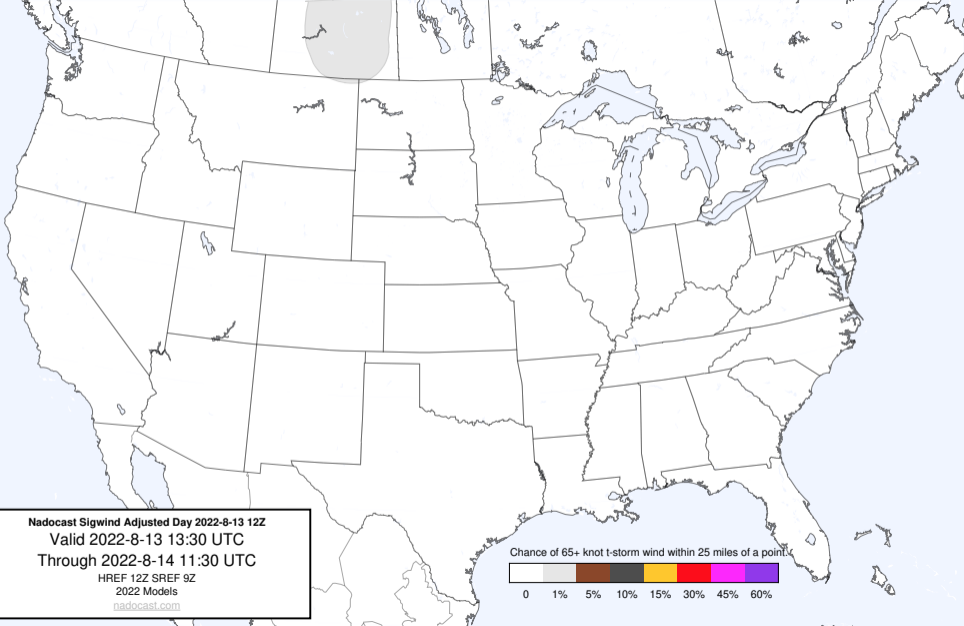 Nadocast Sigwind Adjusted Day 2022-8-13 12Z
Valid 2022-8-13 13:30 UTC
Through 2022-8-14 11:30 UTC
HREF 12Z SREF 9Z
2022 Models
nadocast.com
Chance of 65+ knot t-storm wind within 25 miles of a point.
0 1% 5% 10% 15% 30% 45% 60%